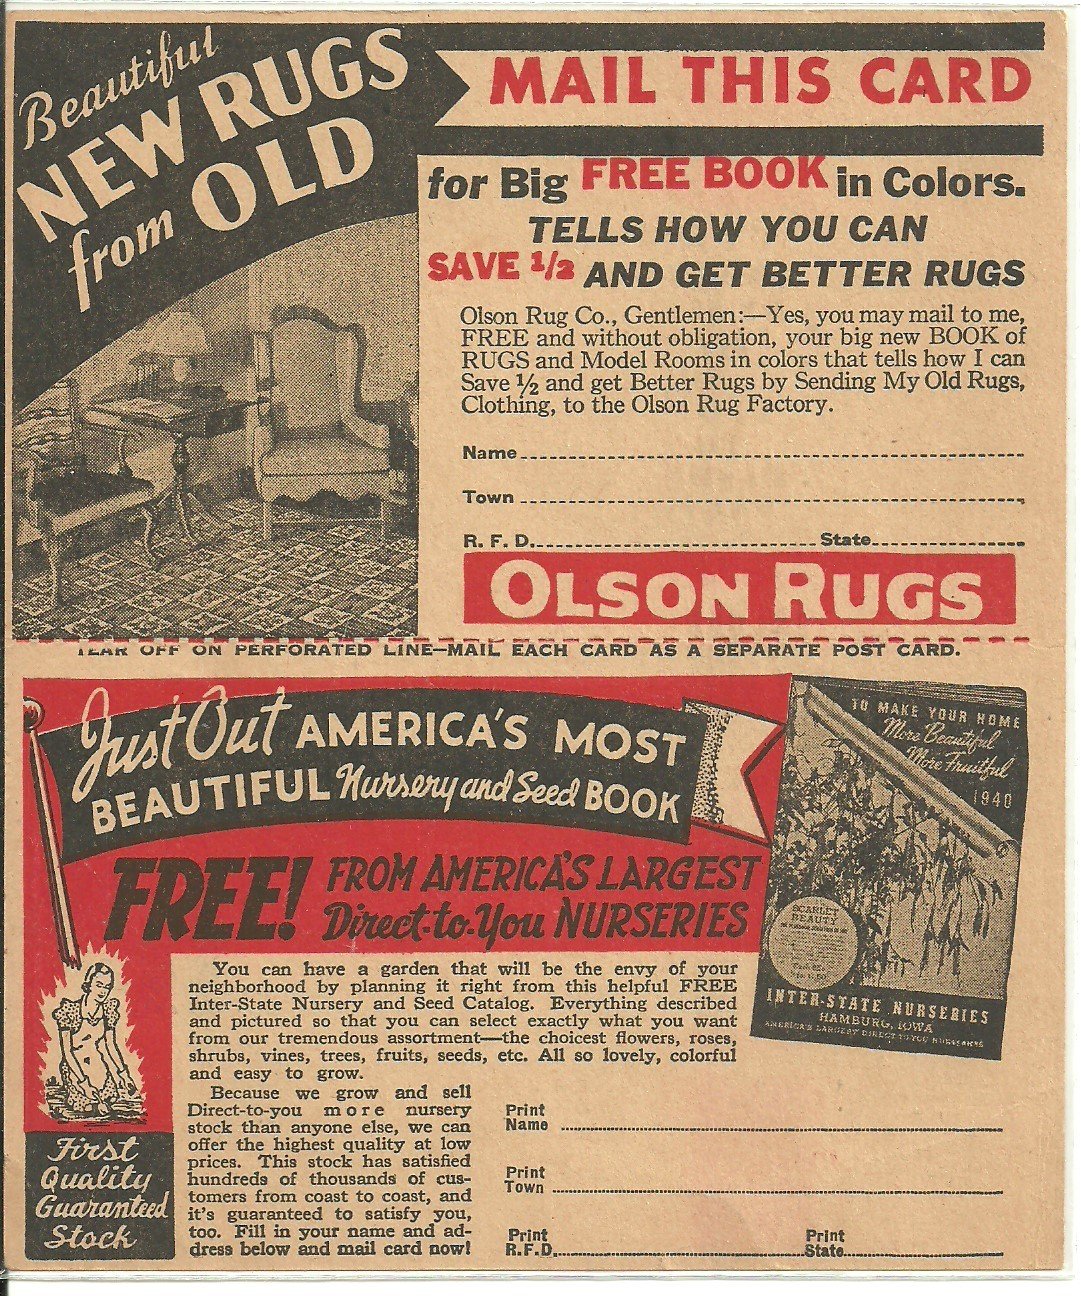 Beautiful
NEW RUGS
from OLD
MAIL THIS CARD
for Big FREE BOOK in Colors.
TELLS HOW YOU CAN
SAVE 1/2 AND GET BETTER RUGS
Olson Rug Co., Gentlemen:—Yes, you may mail to me,
FREE and without obligation, your big new BOOK of
RUGS and Model Rooms in colors that tells how I can
Save ½ and get Better Rugs by Sending My Old Rugs,
Clothing, to the Olson Rug Factory.
Name
Town
R. F. D. State
OLSON RUGS
TEAR OFF ON PERFORATED LINE—MAIL EACH CARD AS A SEPARATE POST CARD.
Just Out AMERICA'S MOST
BEAUTIFUL Nursery and Seed BOOK
FREE! FROM AMERICA'S LARGEST
Direct-to-You NURSERIES
TO MAKE YOUR HOME
More Beautiful
More Fruitful
1940
SCARLET
BEAUTY
INTER-STATE NURSERIES
HAMBURG, IOWA
AMERICA'S LARGEST DIRECT TO YOU NURSERIES
You can have a garden that will be the envy of your
neighborhood by planning it right from this helpful FREE
Inter-State Nursery and Seed Catalog. Everything described
and pictured so that you can select exactly what you want
from our tremendous assortment—the choicest flowers, roses,
shrubs, vines, trees, fruits, seeds, etc. All so lovely, colorful
and easy to grow.
Because we grow and sell
Direct-to-you more nursery
stock than anyone else, we can
offer the highest quality at low
prices. This stock has satisfied
hundreds of thousands of cus-
tomers from coast to coast, and
it's guaranteed to satisfy you,
too. Fill in your name and ad-
dress below and mail card now!
First
Quality
Guaranteed
Stock
Print
Name
Print
Town
Print Print
R.F.D. State